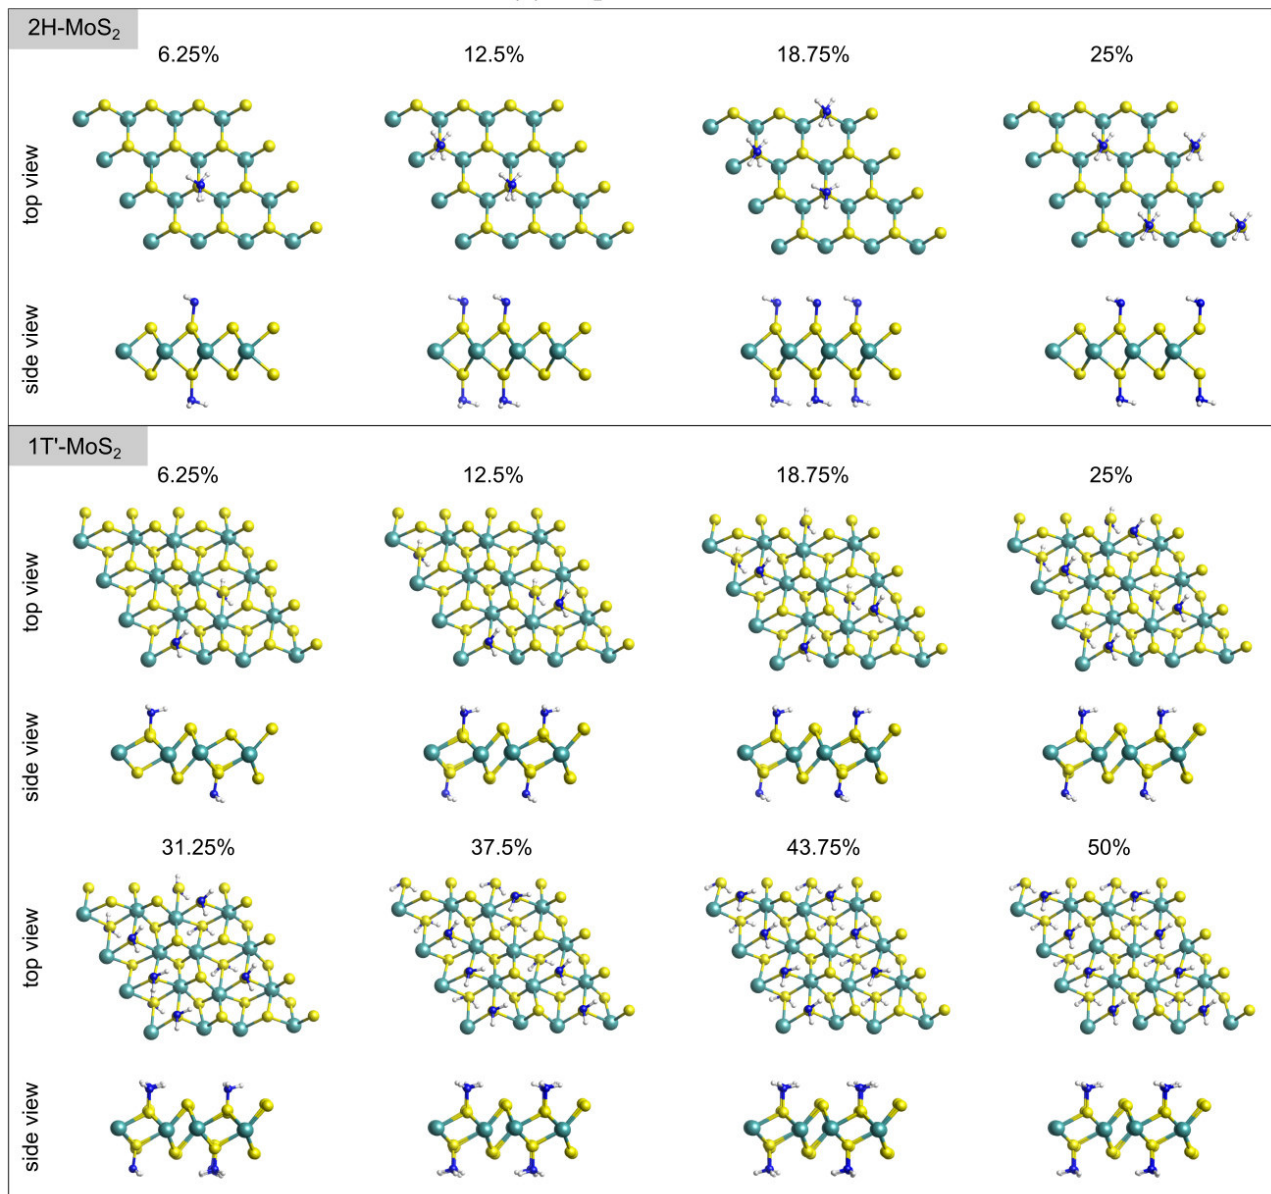 2H-MoS₂
6.25% 12.5% 18.75% 25%
top view
side view
1T'-MoS₂
6.25% 12.5% 18.75% 25%
top view
side view
31.25% 37.5% 43.75% 50%
top view
side view